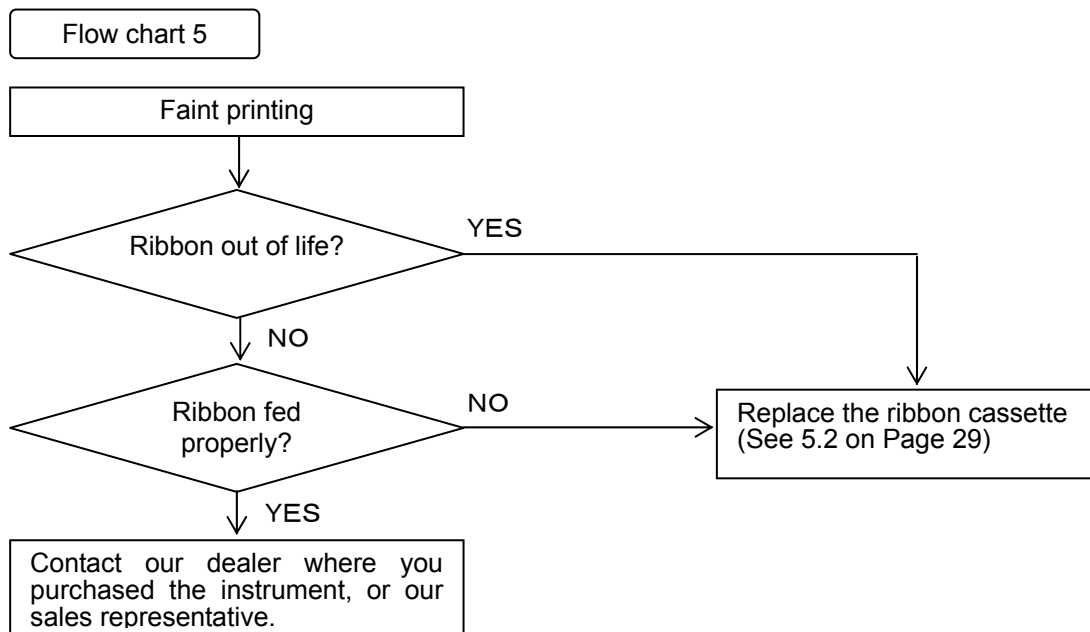 Flow chart 5
Faint printing
Ribbon out of life?
YES
NO
Ribbon fed
properly?
NO
Replace the ribbon cassette
(See 5.2 on Page 29)
YES
Contact our dealer where you
purchased the instrument, or our
sales representative.